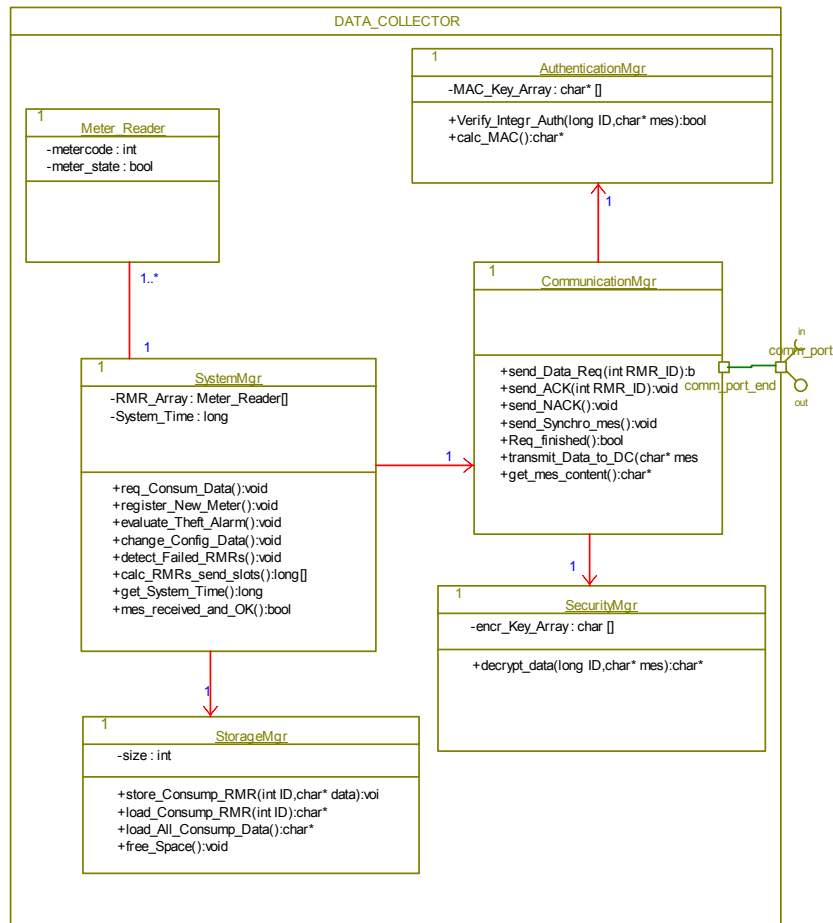 DATA_COLLECTOR
1
AuthenticationMgr
-MAC_Key_Array : char* []
+Verify_Integr_Auth(long ID,char* mes):bool
+calc_MAC():char*
1
Meter_Reader
-metercode : int
-meter_state : bool
1
1
CommunicationMgr
+send_Data_Req(int RMR_ID):b
+send_ACK(int RMR_ID):void
+send_NACK():void
+send_Synchro_mes():void
+Req_finished():bool
+transmit_Data_to_DC(char* mes
+get_mes_content():char*
in
comm_port
comm_port_end
out
1..*
1
1
SystemMgr
-RMR_Array: Meter_Reader[]
-System_Time : long
+req_Consum_Data():void
+register_New_Meter():void
+evaluate_Theft_Alarm():void
+change_Config_Data():void
+detect_Failed_RMRs():void
+calc_RMRs_send_slots():long[]
+get_System_Time():long
+mes_received_and_OK():bool
1
1
1
SecurityMgr
-encr_Key_Array : char []
+decrypt_data(long ID,char* mes):char*
1
1
StorageMgr
-size : int
+store_Consump_RMR(int ID,char* data):voi
+load_Consump_RMR(int ID):char*
+load_All_Consump_Data():char*
+free_Space():void